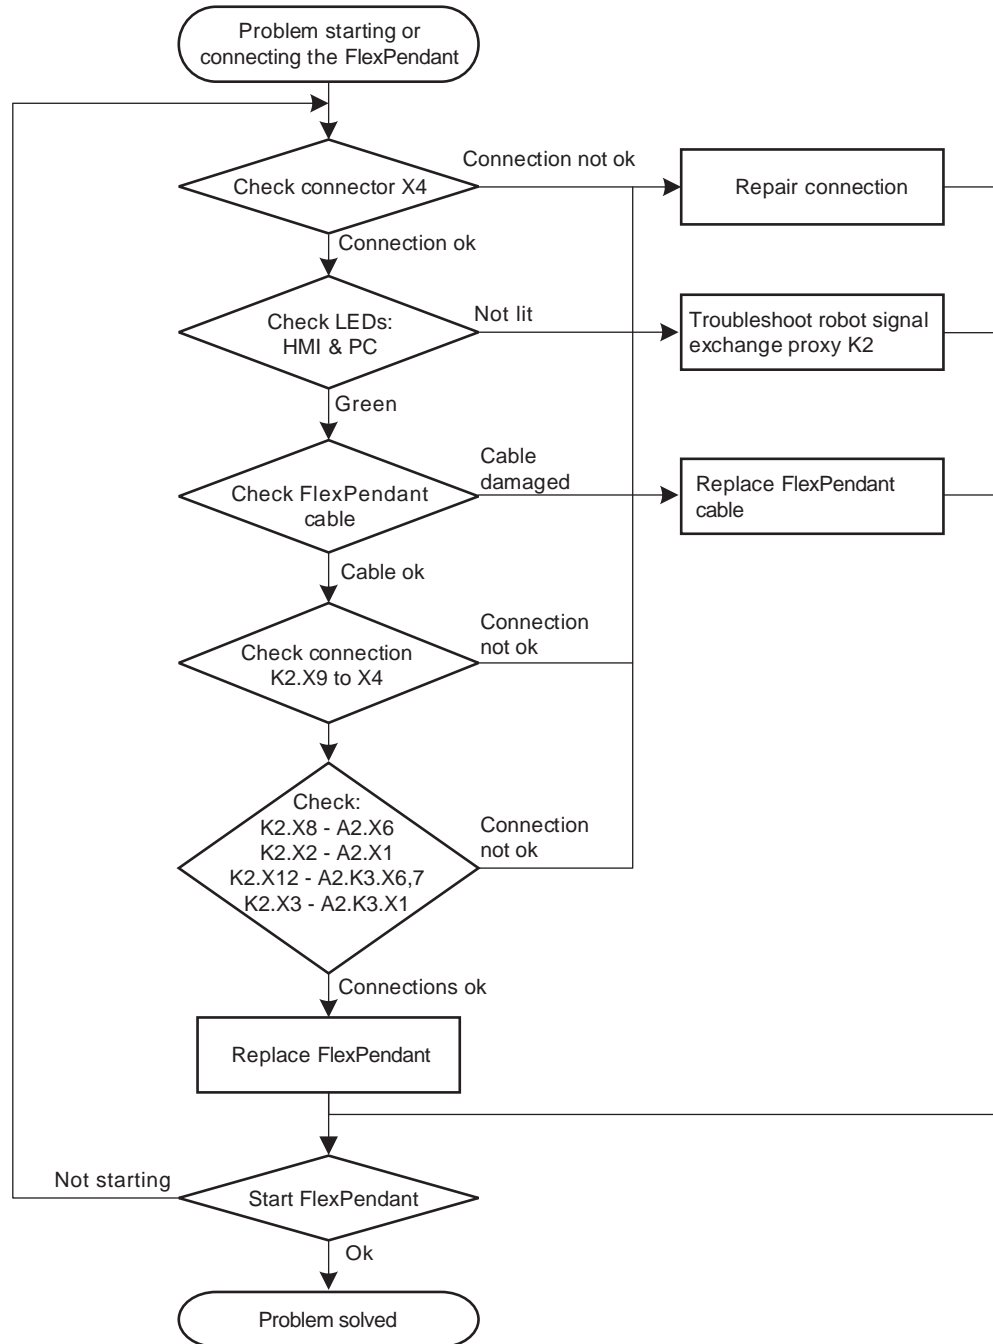 Problem starting or
connecting the FlexPendant
Check connector X4
Connection not ok
Repair connection
Connection ok
Check LEDs:
HMI & PC
Not lit
Troubleshoot robot signal
exchange proxy K2
Green
Check FlexPendant
cable
Cable
damaged
Replace FlexPendant
cable
Cable ok
Check connection
K2.X9 to X4
Connection
not ok
Check:
K2.X8 - A2.X6
K2.X2 - A2.X1
K2.X12 - A2.K3.X6,7
K2.X3 - A2.K3.X1
Connection
not ok
Connections ok
Replace FlexPendant
Not starting
Start FlexPendant
Ok
Problem solved